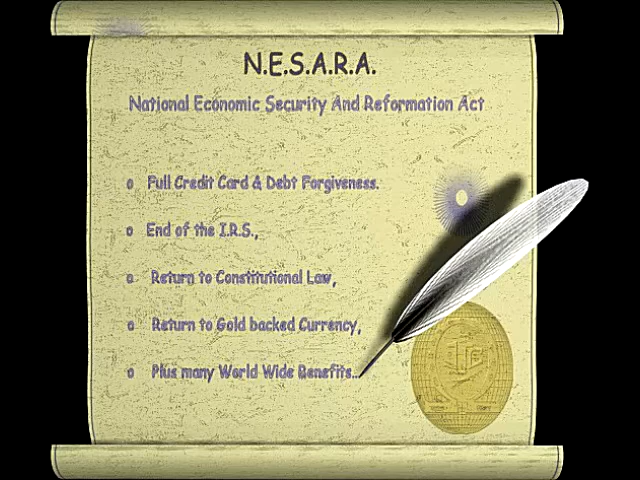 N.E.S.A.R.A.
National Economic Security And Reformation Act
o Full Credit Card & Debt Forgiveness.
o End of the I.R.S.,
o Return to Constitutional Law,
o Return to Gold backed Currency,
o Plus many World Wide Benefits..